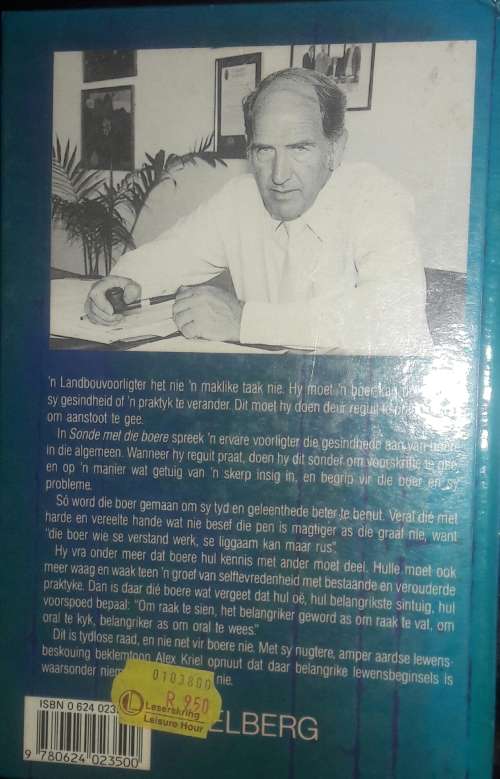 'n Landbouvoorligter het nie 'n maklike taak nie. Hy moet 'n boer kan
sy gesindheid of 'n praktyk te verander. Dit moet hy doen deur reguit te
om aanstoot te gee.
In Sonde met die boere spreek 'n ervare voorligter die gesindhede aan van boere
in die algemeen. Wanneer hy reguit praat, doen hy dit sonder om voorskrifte te gee
en op 'n manier wat getuig van 'n skerp insig in, en begrip vir die boer en sy
probleme.
Só word die boer gemaan om sy tyd en geleenthede beter te benut. Veral dié met
harde en vereelte hande wat nie besef die pen is magtiger as die graaf nie, want
"die boer wie se verstand werk, se liggaam kan maar rus".
Hy vra onder meer dat boere hul kennis met ander moet deel. Hulle moet ook
meer waag en waak teen 'n groef van selftevredenheid met bestaande en verouderde
praktyke. Dan is daar dié boere wat vergeet dat hul oë, hul belangrikste sintuig, hul
voorspoed bepaal: "Om raak te sien, het belangriker geword as om raak te val, om
oral te kyk, belangriker as om oral te wees."
Dit is tydlose raad, en nie net vir boere nie. Met sy nugtere, amper aardse lewens-
beskouing beklemtoon Alex Kriel opnuut dat daar belangrike lewensbeginsels is
waarsonder nie.
0103800
R 950
Leserskring
Leisure Hour
ISBN 0 624 023
ELBERG
9 780624 023500